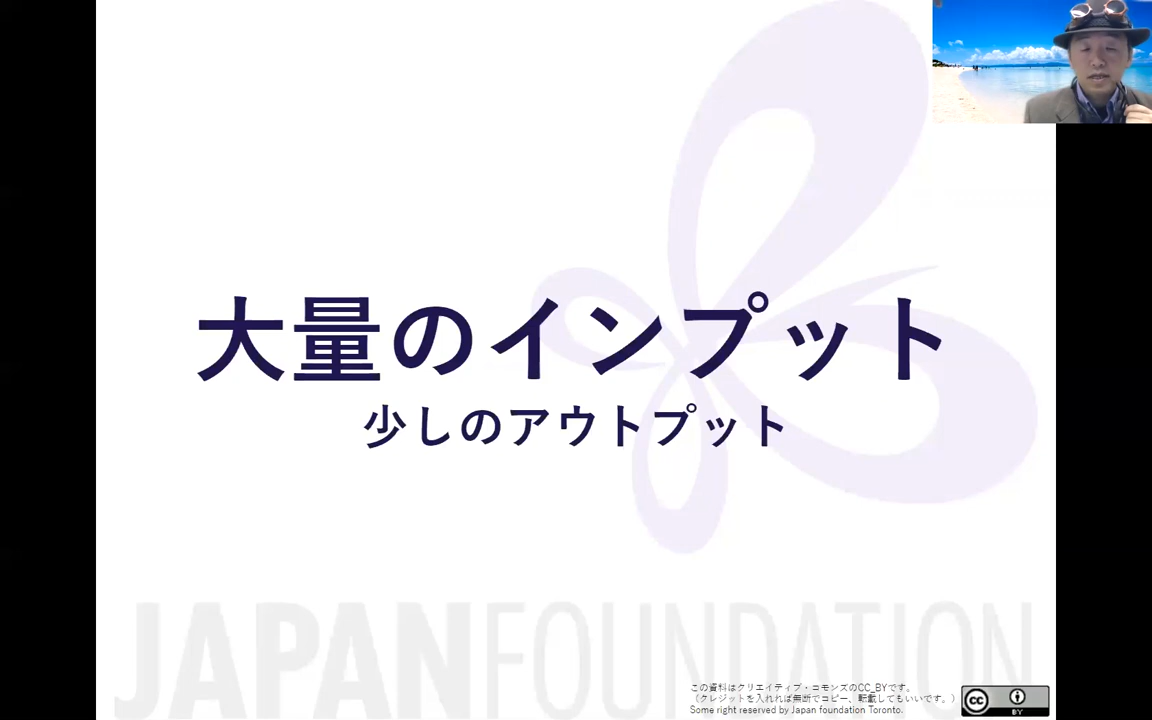 大量のインプット
少しのアウトプット
JAPANFOUNDATION
この資料はクリエイティブ・コモンズのCC_BYです。
（クレジットを入れれば無断でコピー、転載してもいいです。）
Some right reserved by Japan foundation Toronto.
cc
BY